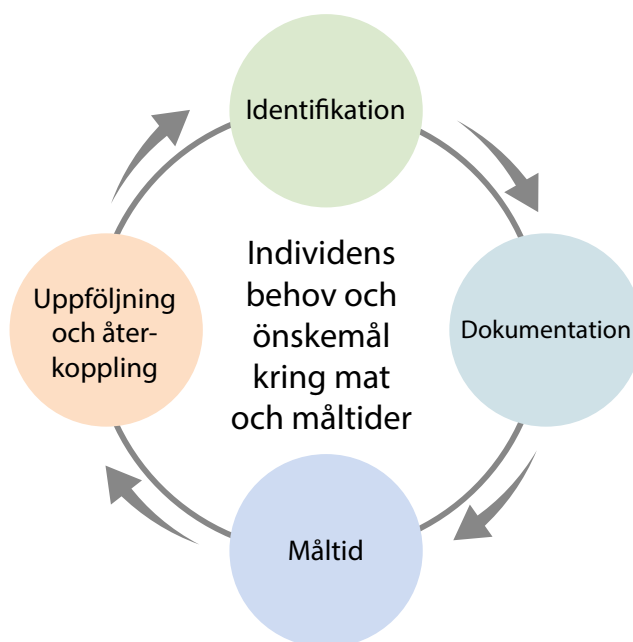 Identifikation
Individens
behov och
önskemål
kring mat
och måltider
Dokumentation
Måltid
Uppföljning
och åter-
koppling